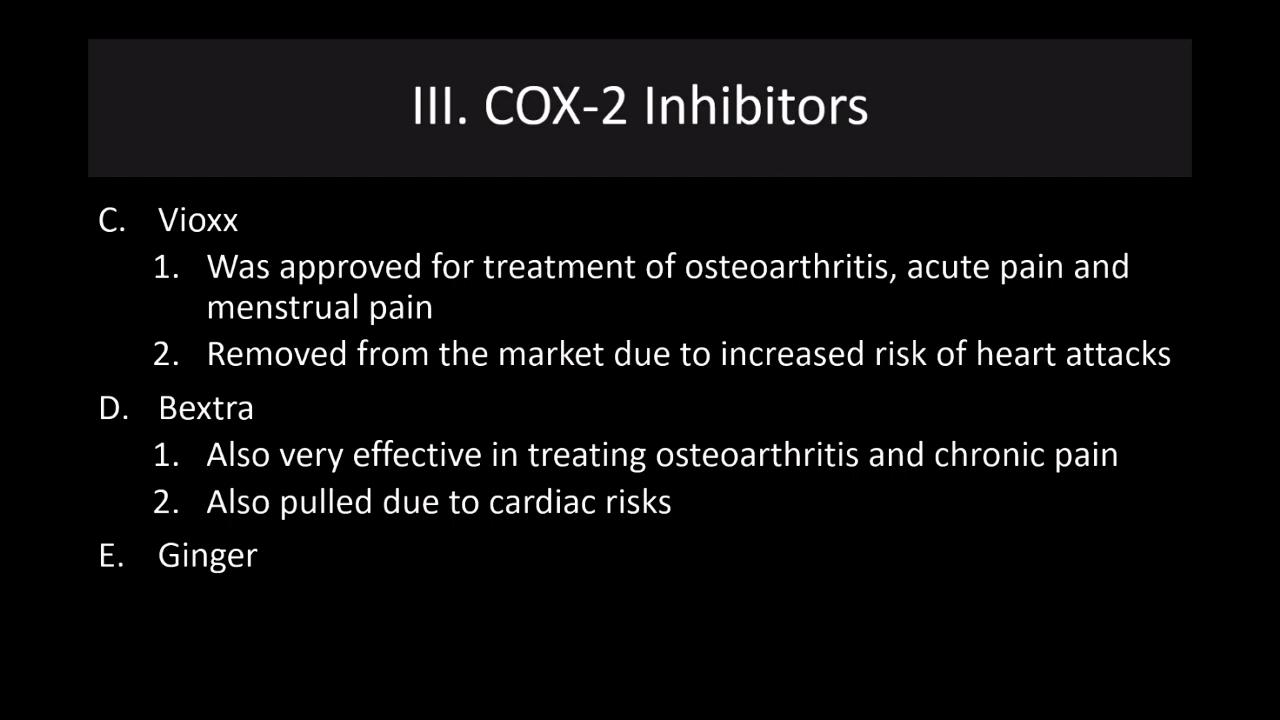 III. COX-2 Inhibitors
C. Vioxx
1. Was approved for treatment of osteoarthritis, acute pain and
menstrual pain
2. Removed from the market due to increased risk of heart attacks
D. Bextra
1. Also very effective in treating osteoarthritis and chronic pain
2. Also pulled due to cardiac risks
E. Ginger